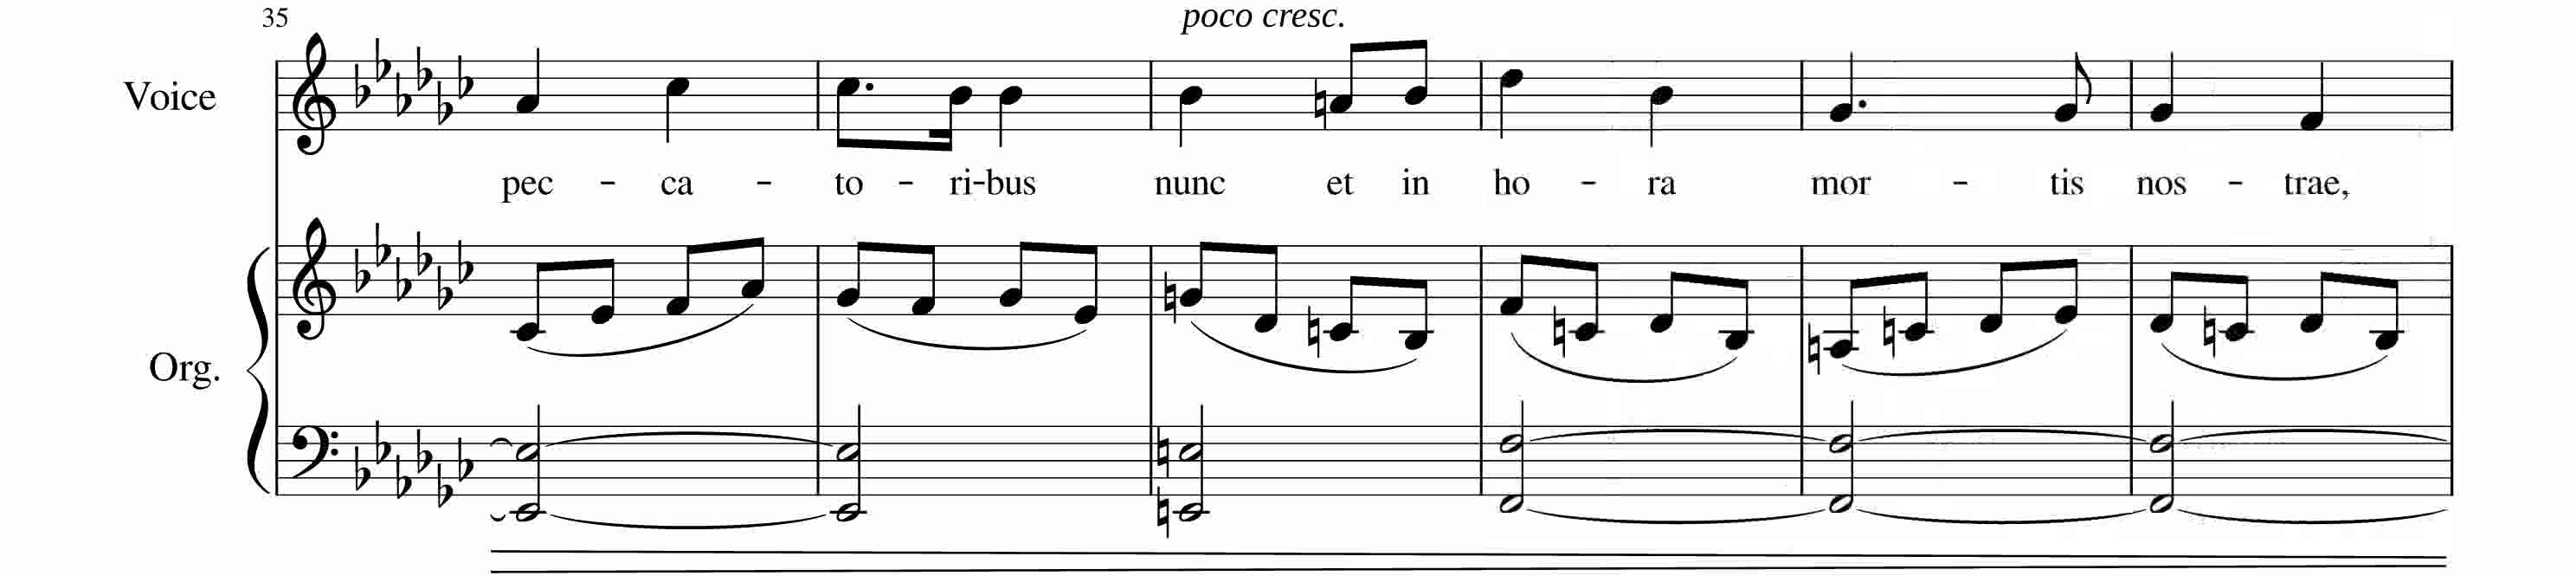 35
poco cresc.
Voice
pec - ca - to - ri-bus nunc et in ho - ra mor - tis nos - trae,
Org.